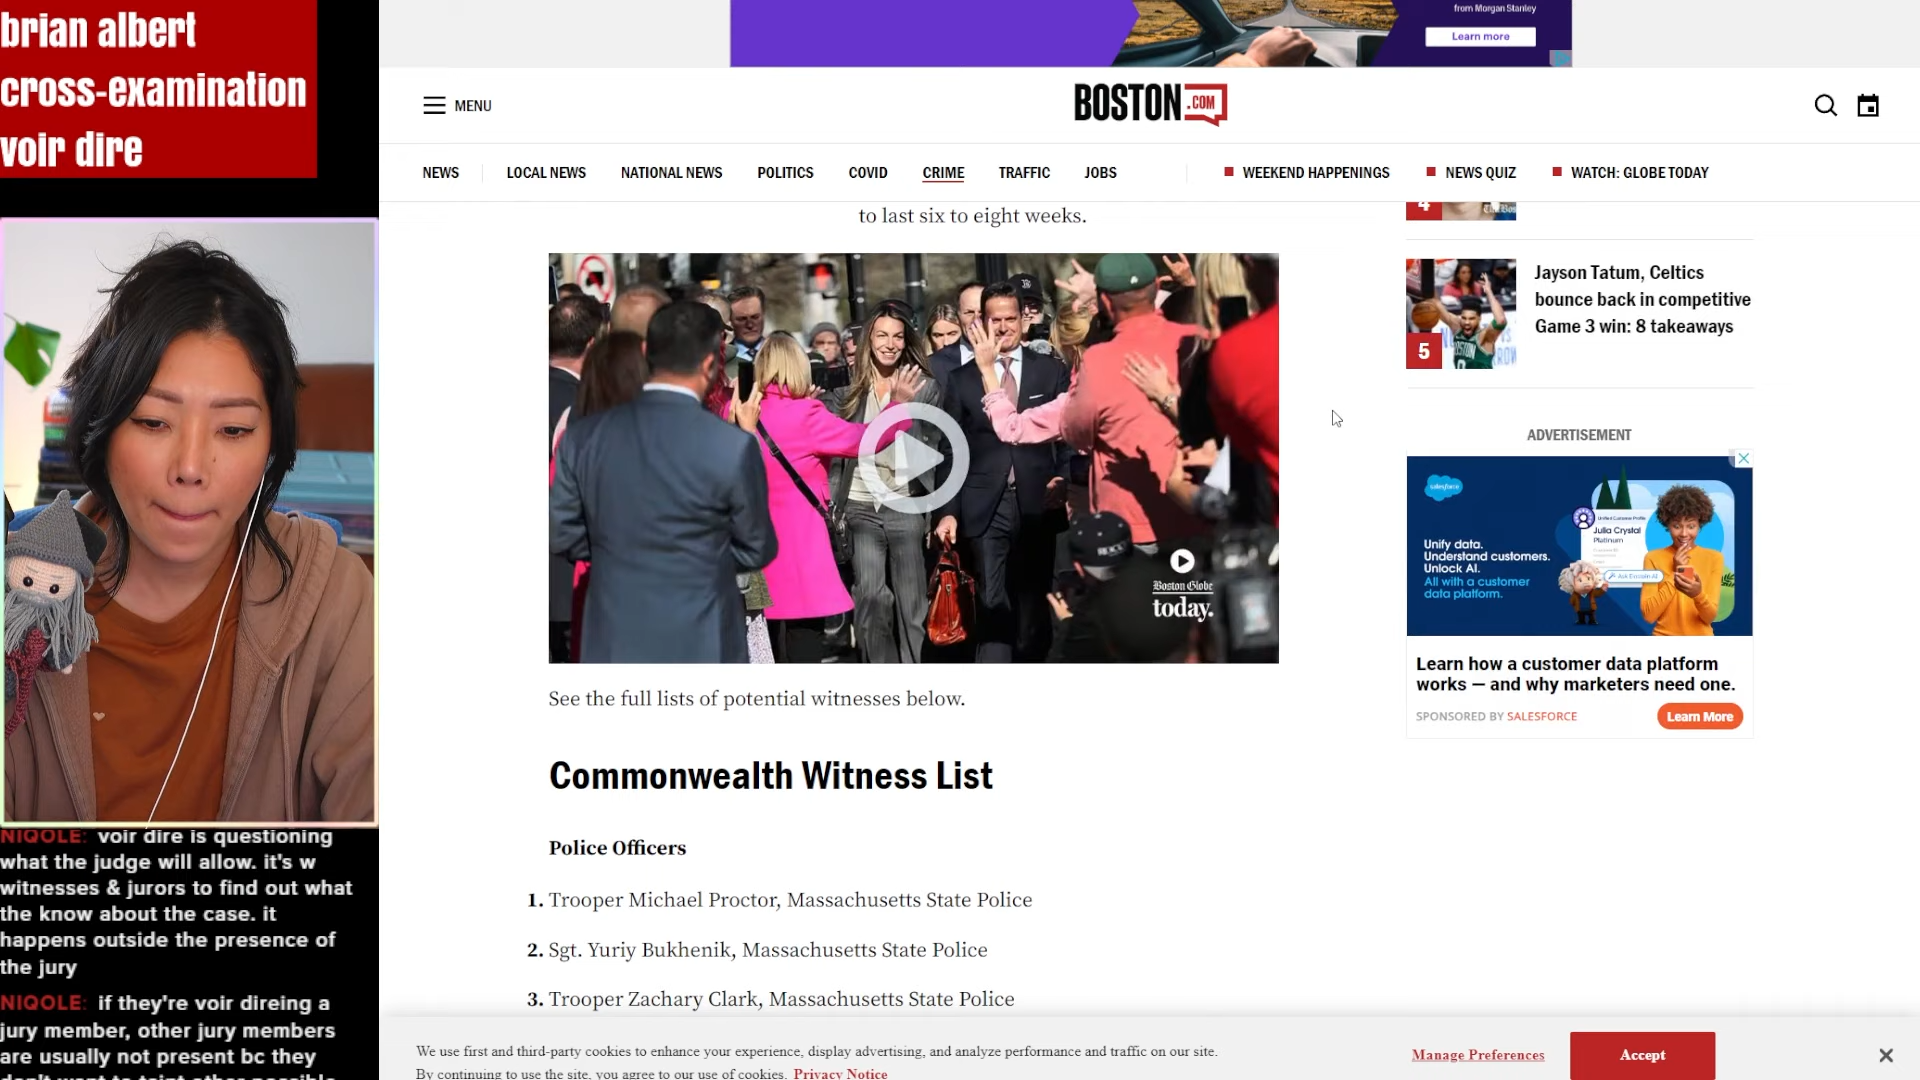 brian albert
cross-examination
voir dire
NIQOLE: voir dire is questioning
what the judge will allow. it's w
witnesses & jurors to find out what
the know about the case. it
happens outside the presence of
the jury
NIQOLE: if they're voir direing a
jury member, other jury members
are usually not present bc they
from Morgan Stanley
Learn more
MENU
BOSTON.COM
NEWS
LOCAL NEWS
NATIONAL NEWS
POLITICS
COVID
CRIME
TRAFFIC
JOBS
WEEKEND HAPPENINGS
NEWS QUIZ
WATCH: GLOBE TODAY
to last six to eight weeks.
Boston Globe
today.
See the full lists of potential witnesses below.
Commonwealth Witness List
Police Officers
1. Trooper Michael Proctor, Massachusetts State Police
2. Sgt. Yuriy Bukhenik, Massachusetts State Police
3. Trooper Zachary Clark, Massachusetts State Police
4
Jayson Tatum, Celtics
bounce back in competitive
Game 3 win: 8 takeaways
5
ADVERTISEMENT
salesforce
Unify data.
Understand customers.
Unlock AI.
All with a customer
data platform.
Julia Crystal
Platinum
Learn how a customer data platform
works — and why marketers need one.
SPONSORED BY SALESFORCE
Learn More
We use first and third-party cookies to enhance your experience, display advertising, and analyze performance and traffic on our site.
By continuing to use the site, you agree to our use of cookies. Privacy Notice
Manage Preferences
Accept